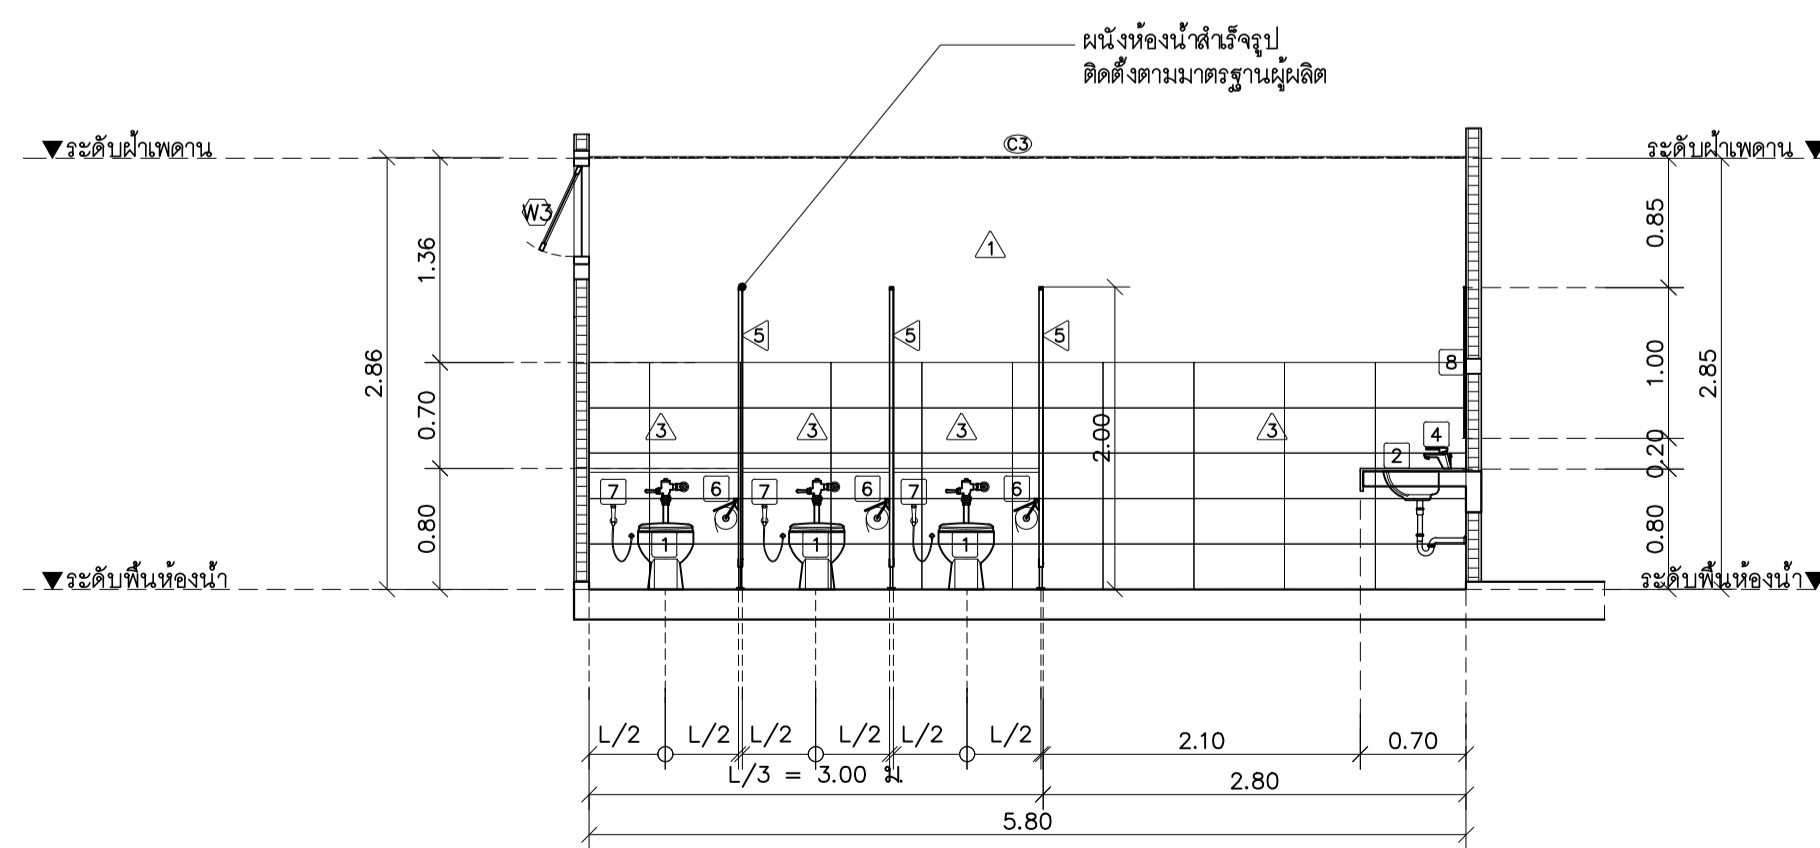 ผนังห้องน้ำสำเร็จรูป
ติดตั้งตามมาตรฐานผู้ผลิต
ระดับฝ้าเพดาน
C3
ระดับฝ้าเพดาน
W3
1
1.36
0.85
5
5
5
2.86
0.70
0.80
2.00
8
1.00
2.85
0.20
0.80
3
3
3
3
4
2
7
6
7
6
7
6
1
1
1
ระดับพื้นห้องน้ำ
ระดับพื้นห้องน้ำ
L/2
L/2
L/2
L/2
L/2
L/2
2.10
0.70
L/3 = 3.00 ม.
2.80
5.80